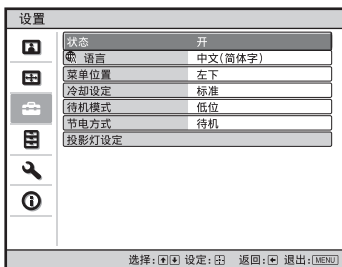 设置
状态 开
语言 中文(简体字)
菜单位置 左下
冷却设定 标准
待机模式 低位
节电方式 待机
投影灯设定
选择: 设定: 返回: 退出: MENU